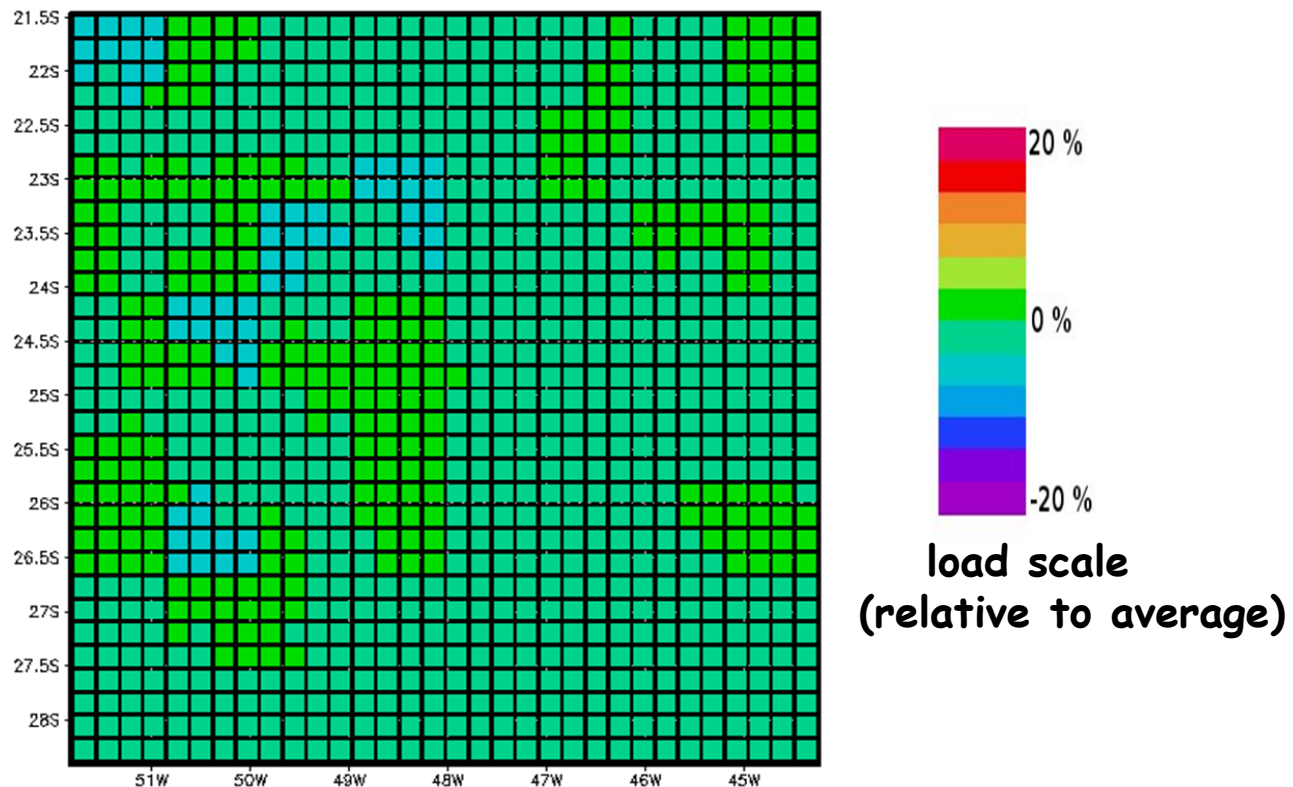 21.5S
22S
22.5S
23S
23.5S
24S
24.5S
25S
25.5S
26S
26.5S
27S
27.5S
28S
51W 50W 49W 48W 47W 46W 45W
20 %
0 %
-20 %
load scale
(relative to average)